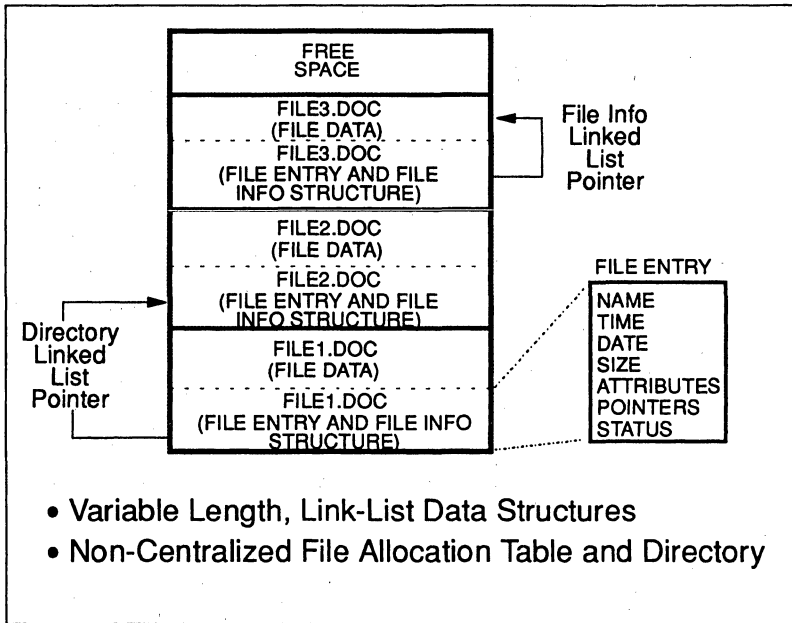 FREE
SPACE
FILE3.DOC
(FILE DATA)
FILE3.DOC
(FILE ENTRY AND FILE
INFO STRUCTURE)
File Info
Linked
List
Pointer
FILE2.DOC
(FILE DATA)
FILE2.DOC
(FILE ENTRY AND FILE
INFO STRUCTURE)
Directory
Linked
List
Pointer
FILE1.DOC
(FILE DATA)
FILE1.DOC
(FILE ENTRY AND FILE INFO
STRUCTURE)
FILE ENTRY
NAME
TIME
DATE
SIZE
ATTRIBUTES
POINTERS
STATUS
• Variable Length, Link-List Data Structures
• Non-Centralized File Allocation Table and Directory